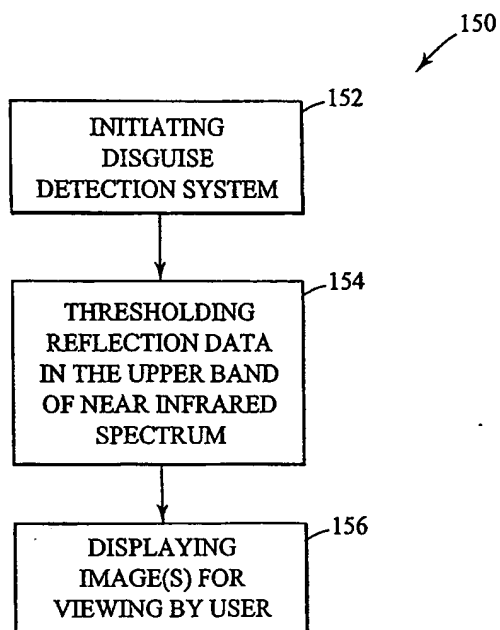 150
152
INITIATING
DISGUISE
DETECTION SYSTEM
154
THRESHOLDING
REFLECTION DATA
IN THE UPPER BAND
OF NEAR INFRARED
SPECTRUM
156
DISPLAYING
IMAGE(S) FOR
VIEWING BY USER